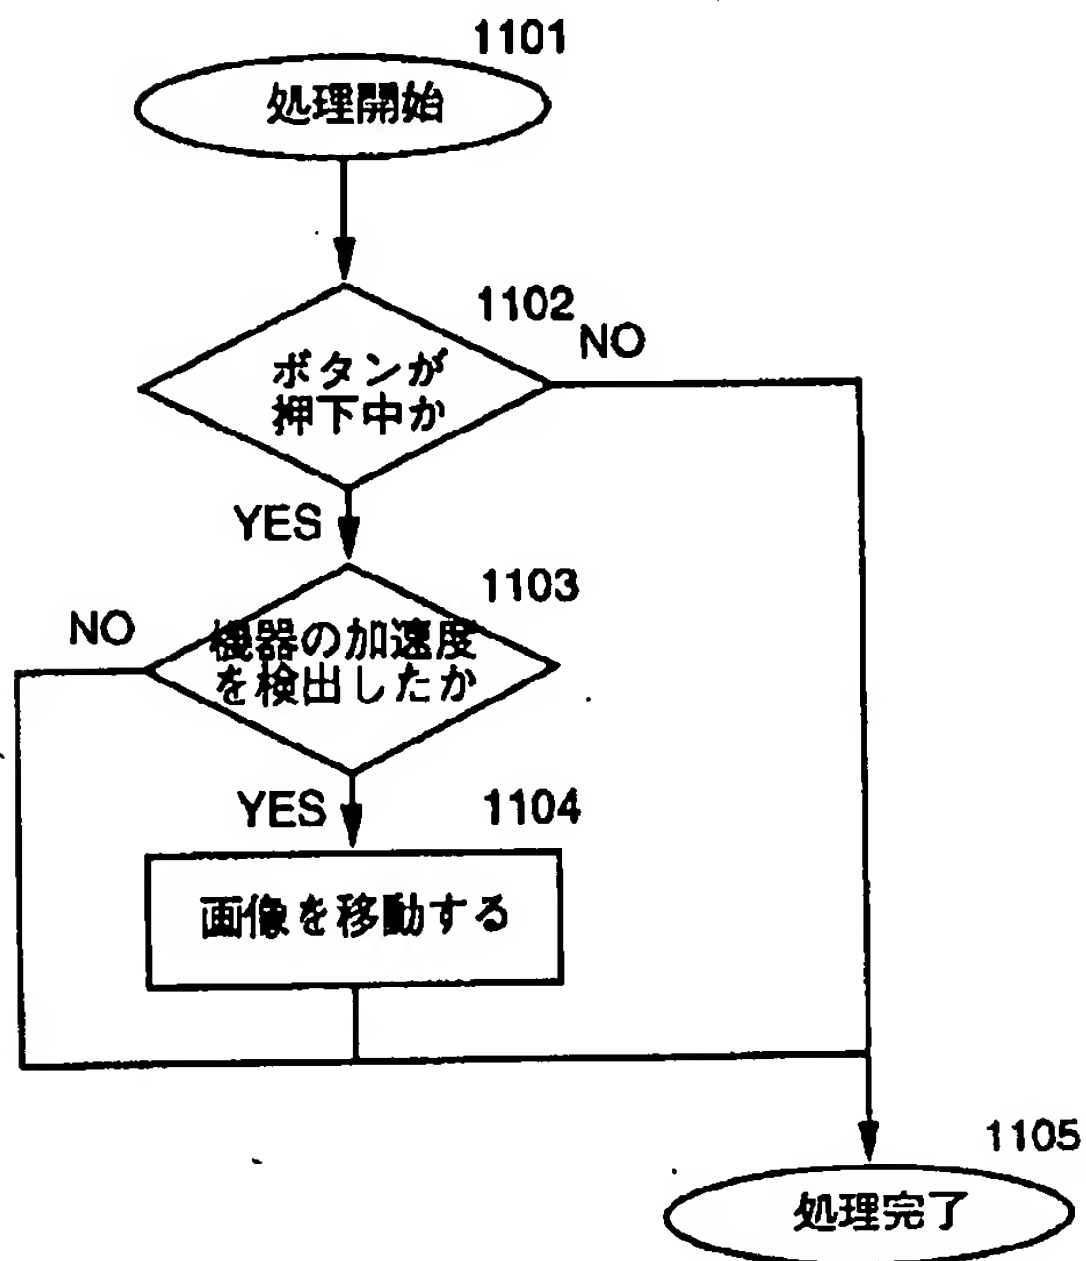 1101
処理開始
1102
NO
ボタンが
押下中か
YES
1103
NO
機器の加速度
を検出したか
YES
1104
画像を移動する
1105
処理完了